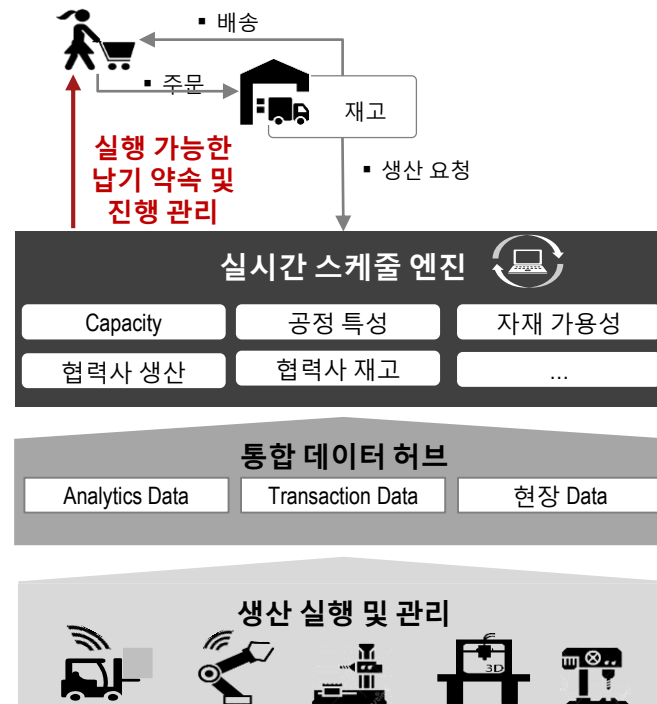 ▪ 배송
▪ 주문
재고
실행 가능한
납기 약속 및
진행 관리
▪ 생산 요청
실시간 스케줄 엔진
Capacity
공정 특성
자재 가용성
협력사 생산
협력사 재고
...
통합 데이터 허브
Analytics Data
Transaction Data
현장 Data
생산 실행 및 관리
3D